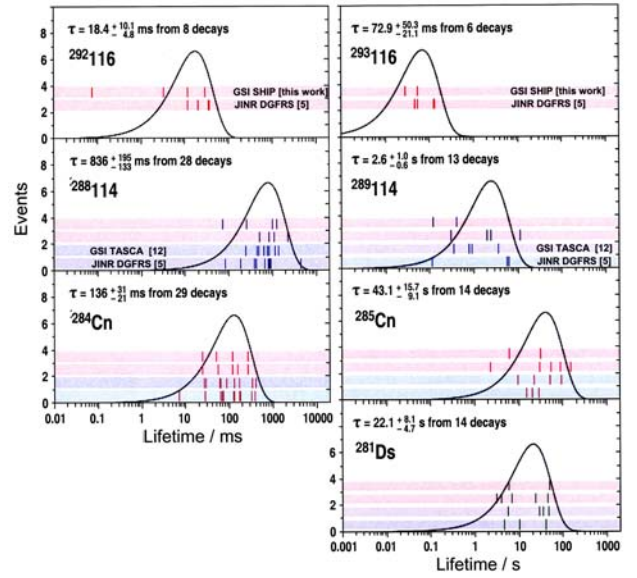 τ = 18.4 + 10.1 - 4.8 ms from 8 decays
292116
GSI SHIP [this work]
JINR DGFRS [5]
8
6
4
2
0
τ = 836 + 195 - 133 ms from 28 decays
288114
GSI TASCA [12]
JINR DGFRS [5]
8
6
4
2
0
τ = 136 + 31 - 21 ms from 29 decays
284Cn
8
6
4
2
0
0.01 0.1 1 10 100 1000 10000
Lifetime / ms
Events
τ = 72.9 + 50.3 - 21.1 ms from 6 decays
293116
GSI SHIP [this work]
JINR DGFRS [5]
τ = 2.6 + 1.0 - 0.6 s from 13 decays
289114
GSI TASCA [12]
JINR DGFRS [5]
τ = 43.1 + 15.7 - 9.1 s from 14 decays
285Cn
τ = 22.1 + 8.1 - 4.7 s from 14 decays
281Ds
6
4
2
0
0.001 0.01 0.1 1 10 100 1000
Lifetime / s